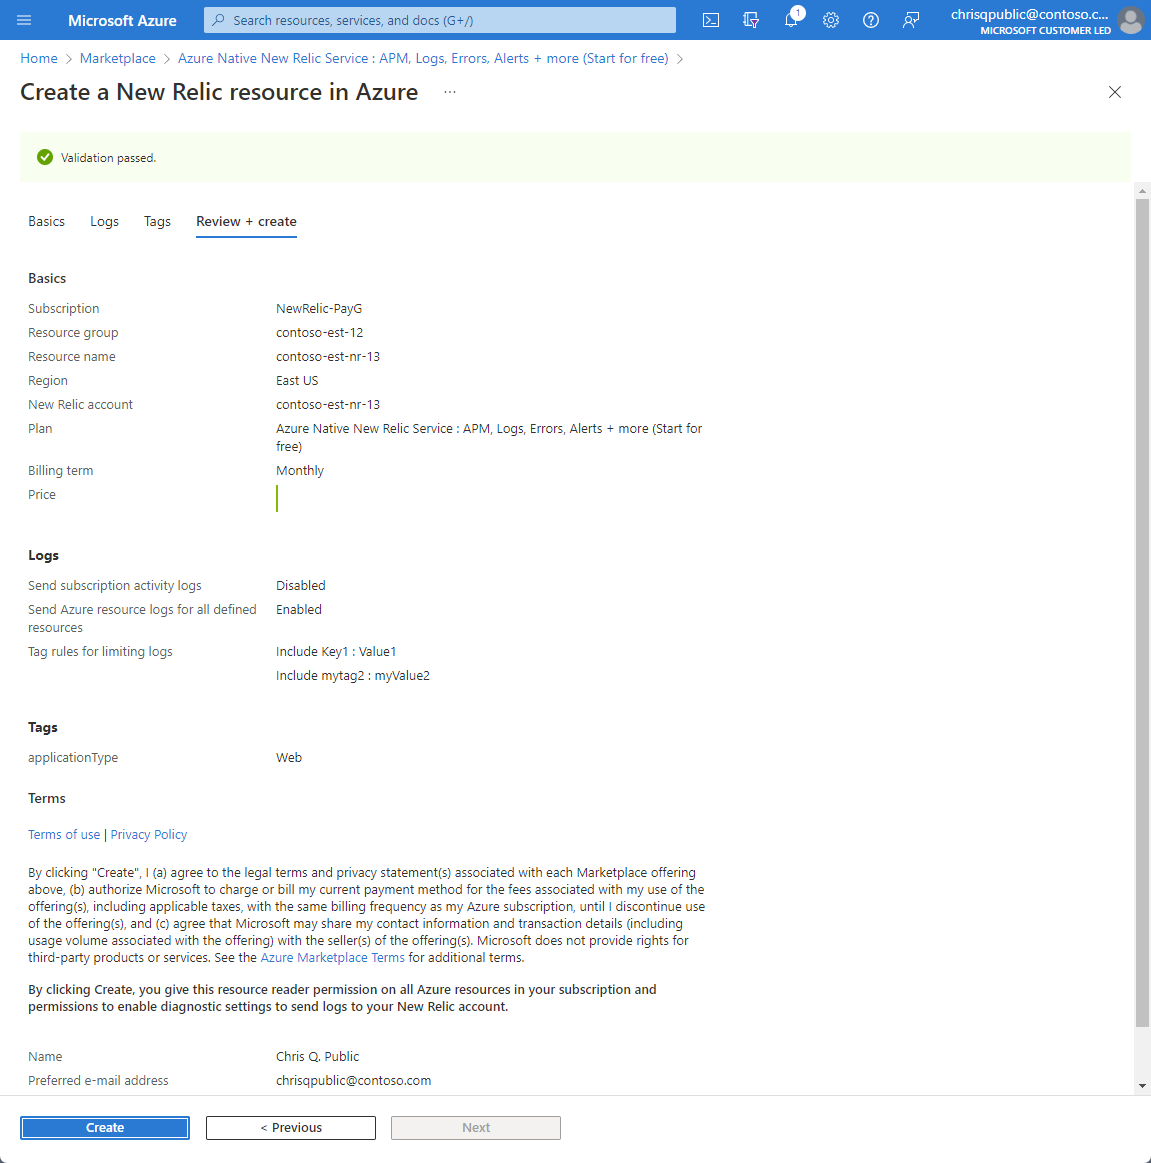 Microsoft Azure
Search resources, services, and docs (G+/)
1
chrisqpublic@contoso.c...
MICROSOFT CUSTOMER LED
Home > Marketplace > Azure Native New Relic Service : APM, Logs, Errors, Alerts + more (Start for free) >
Create a New Relic resource in Azure ...
Validation passed.
Basics Logs Tags Review + create
Basics
Subscription NewRelic-PayG
Resource group contoso-est-12
Resource name contoso-est-nr-13
Region East US
New Relic account contoso-est-nr-13
Plan Azure Native New Relic Service : APM, Logs, Errors, Alerts + more (Start for
free)
Billing term Monthly
Price
Logs
Send subscription activity logs Disabled
Send Azure resource logs for all defined Enabled
resources
Tag rules for limiting logs Include Key1 : Value1
Include mytag2 : myValue2
Tags
applicationType Web
Terms
Terms of use | Privacy Policy
By clicking "Create", I (a) agree to the legal terms and privacy statement(s) associated with each Marketplace offering
above, (b) authorize Microsoft to charge or bill my current payment method for the fees associated with my use of the
offering(s), including applicable taxes, with the same billing frequency as my Azure subscription, until I discontinue use
of the offering(s), and (c) agree that Microsoft may share my contact information and transaction details (including
usage volume associated with the offering) with the seller(s) of the offering(s). Microsoft does not provide rights for
third-party products or services. See the Azure Marketplace Terms for additional terms.
By clicking Create, you give this resource reader permission on all Azure resources in your subscription and
permissions to enable diagnostic settings to send logs to your New Relic account.
Name Chris Q. Public
Preferred e-mail address chrisqpublic@contoso.com
Create < Previous Next